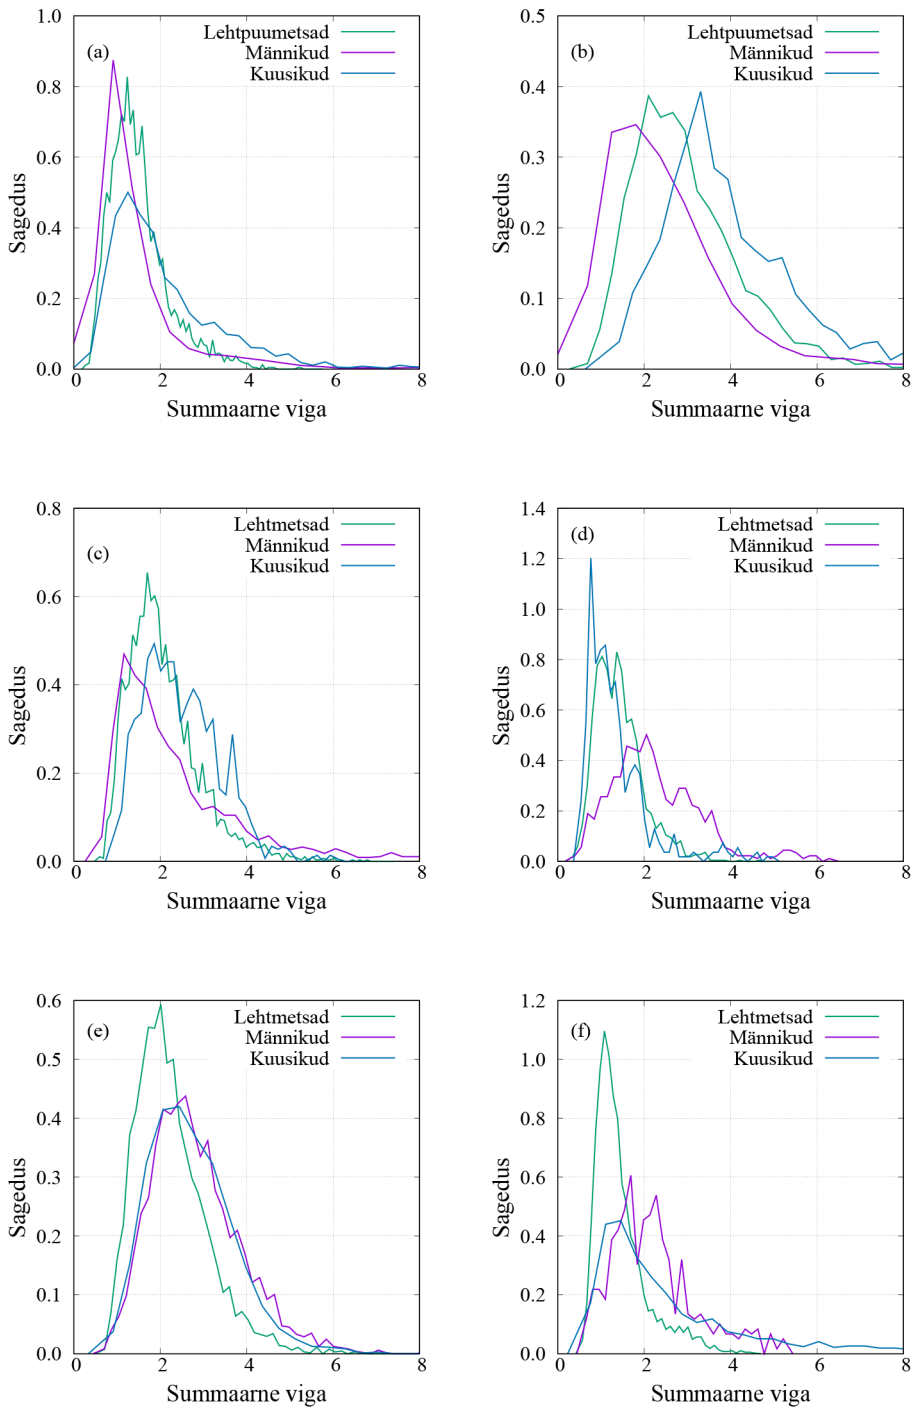 (a)
Lehtpuumetsad
Männikud
Kuusikud
1.0
0.8
0.6
0.4
0.2
0.0
Sagedus
0 2 4 6 8
Summaarne viga
(b)
Lehtpuumetsad
Männikud
Kuusikud
0.5
0.4
0.3
0.2
0.1
0.0
Sagedus
0 2 4 6 8
Summaarne viga
(c)
Lehtmetsad
Männikud
Kuusikud
0.8
0.6
0.4
0.2
0.0
Sagedus
0 2 4 6 8
Summaarne viga
(d)
Lehtmetsad
Männikud
Kuusikud
1.4
1.2
1.0
0.8
0.6
0.4
0.2
0.0
Sagedus
0 2 4 6 8
Summaarne viga
(e)
Lehtmetsad
Männikud
Kuusikud
0.6
0.5
0.4
0.3
0.2
0.1
0.0
Sagedus
0 2 4 6 8
Summaarne viga
(f)
Lehtmetsad
Männikud
Kuusikud
1.2
1.0
0.8
0.6
0.4
0.2
0.0
Sagedus
0 2 4 6 8
Summaarne viga